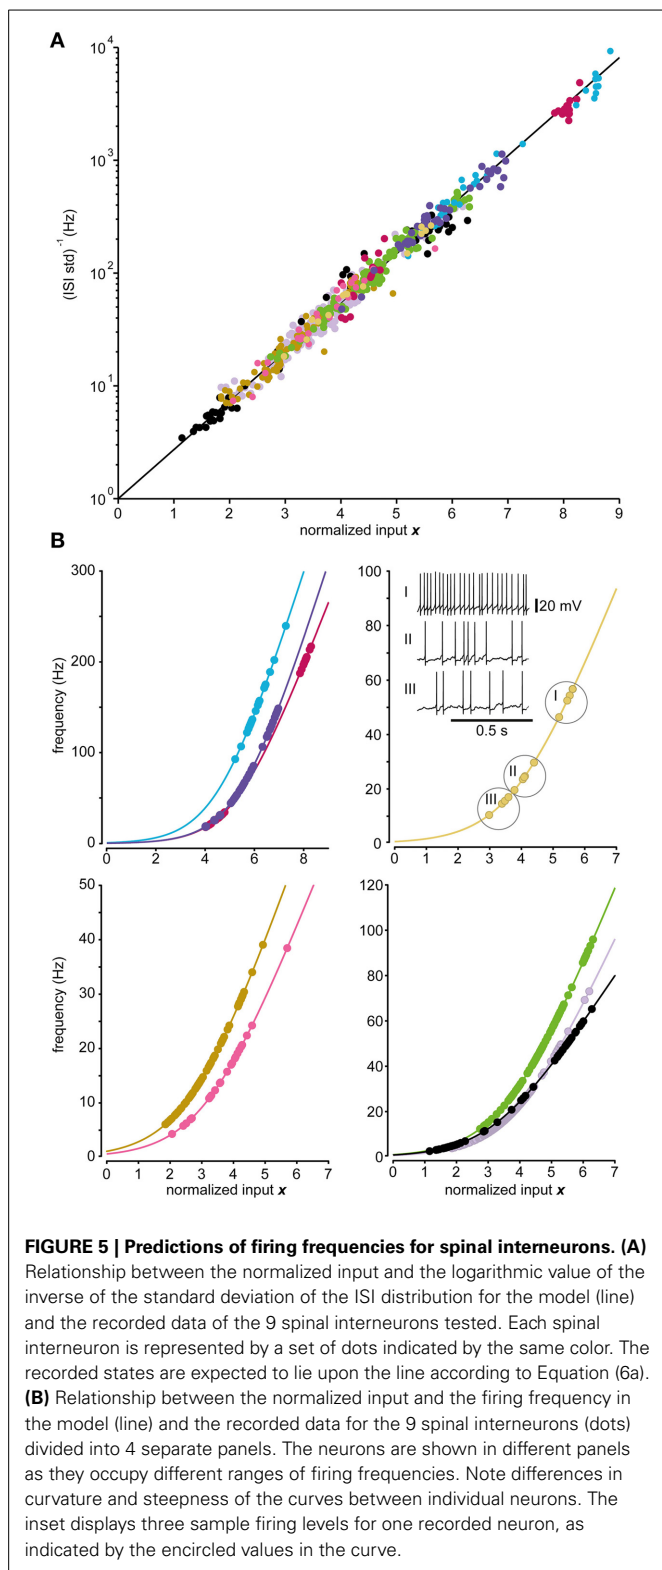 A
10^4
10^3
10^2
10^1
10^0
(ISI std)^-1 (Hz)
0 1 2 3 4 5 6 7 8 9
normalized input x
B
300
200
100
0
frequency (Hz)
0 2 4 6 8
100
80
60
40
20
0
I
II
III
20 mV
0.5 s
I
II
III
0 1 2 3 4 5 6 7
50
40
30
20
10
0
frequency (Hz)
0 1 2 3 4 5 6 7
normalized input x
120
100
80
60
40
20
0
0 1 2 3 4 5 6 7
normalized input x
FIGURE 5 | Predictions of firing frequencies for spinal interneurons. (A)
Relationship between the normalized input and the logarithmic value of the
inverse of the standard deviation of the ISI distribution for the model (line)
and the recorded data of the 9 spinal interneurons tested. Each spinal
interneuron is represented by a set of dots indicated by the same color. The
recorded states are expected to lie upon the line according to Equation (6a).
(B) Relationship between the normalized input and the firing frequency in
the model (line) and the recorded data for the 9 spinal interneurons (dots)
divided into 4 separate panels. The neurons are shown in different panels
as they occupy different ranges of firing frequencies. Note differences in
curvature and steepness of the curves between individual neurons. The
inset displays three sample firing levels for one recorded neuron, as
indicated by the encircled values in the curve.